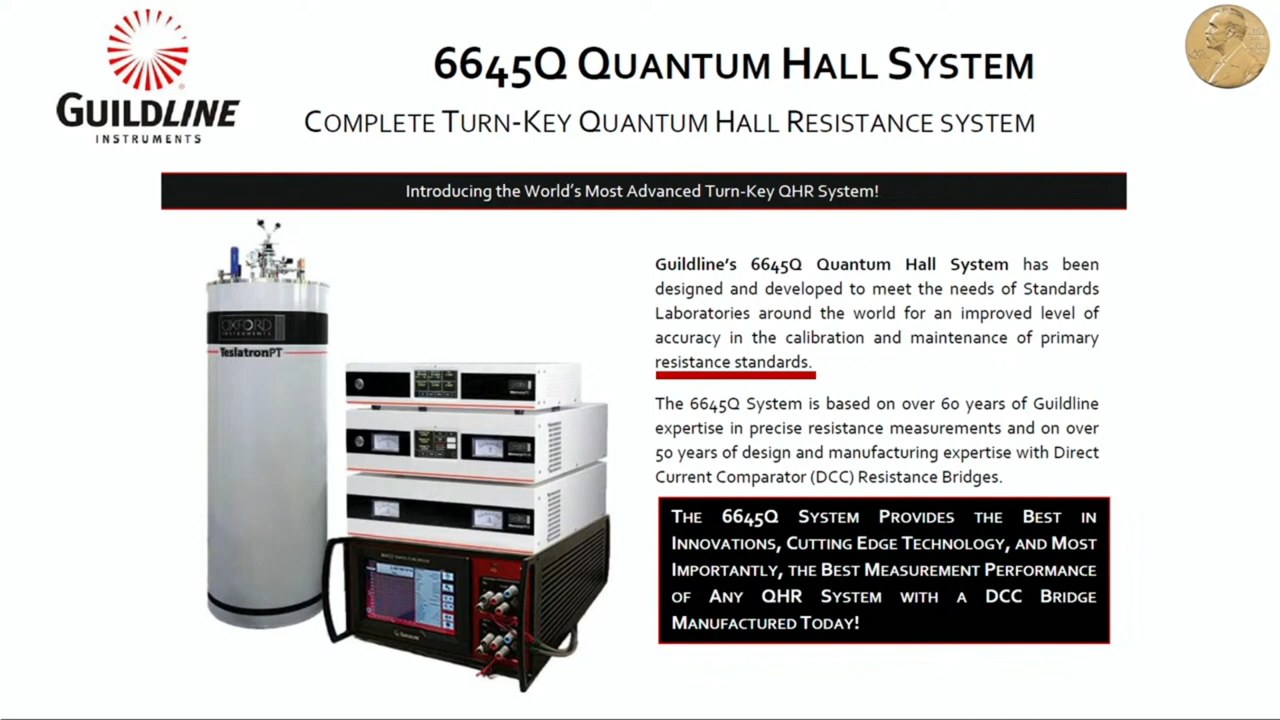 GUILDLINE
INSTRUMENTS
6645Q QUANTUM HALL SYSTEM
COMPLETE TURN-KEY QUANTUM HALL RESISTANCE SYSTEM
Introducing the World's Most Advanced Turn-Key QHR System!
OXFORD
INSTRUMENTS
TeslatronPT
Guildline's 6645Q Quantum Hall System has been
designed and developed to meet the needs of Standards
Laboratories around the world for an improved level of
accuracy in the calibration and maintenance of primary
resistance standards.
The 6645Q System is based on over 60 years of Guildline
expertise in precise resistance measurements and on over
50 years of design and manufacturing expertise with Direct
Current Comparator (DCC) Resistance Bridges.
THE 6645Q SYSTEM PROVIDES THE BEST IN
INNOVATIONS, CUTTING EDGE TECHNOLOGY, AND MOST
IMPORTANTLY, THE BEST MEASUREMENT PERFORMANCE
OF ANY QHR SYSTEM WITH A DCC BRIDGE
MANUFACTURED TODAY!